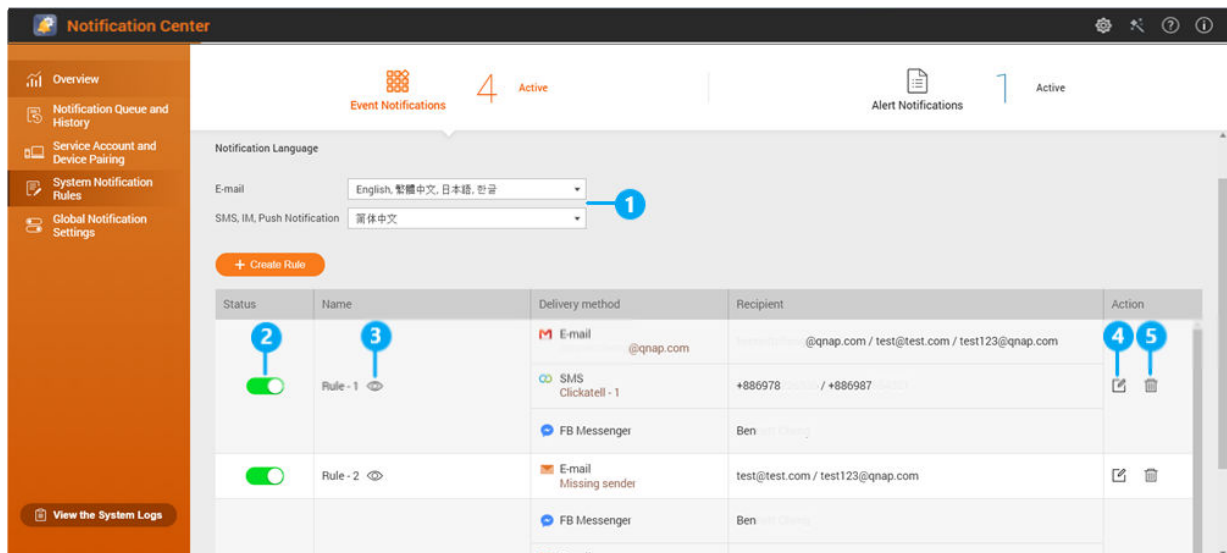 Notification Center
Overview
Notification Queue and
History
Service Account and
Device Pairing
System Notification
Rules
Global Notification
Settings
View the System Logs
Event Notifications
4
Active
Alert Notifications
1
Active
Notification Language
E-mail
English, 繁體中文, 日本語, 한글
SMS, IM, Push Notification
简体中文
1
+ Create Rule
Status
Name
Delivery method
Recipient
Action
2
3
4
5
Rule - 1
E-mail
@qnap.com
@qnap.com / test@test.com / test123@qnap.com
SMS
Clickatell - 1
+886978 / +886987
FB Messenger
Ben
Rule - 2
E-mail
Missing sender
test@test.com / test123@qnap.com
FB Messenger
Ben